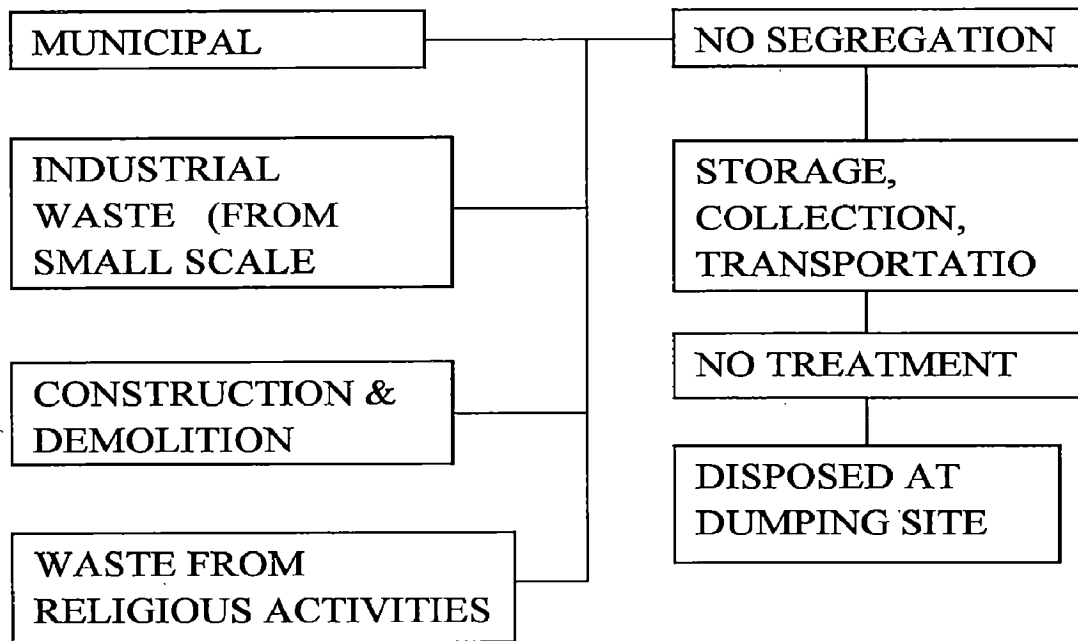 MUNICIPAL
INDUSTRIAL
WASTE (FROM
SMALL SCALE
CONSTRUCTION &
DEMOLITION
WASTE FROM
RELIGIOUS ACTIVITIES
NO SEGREGATION
STORAGE,
COLLECTION,
TRANSPORTATIO
NO TREATMENT
DISPOSED AT
DUMPING SITE